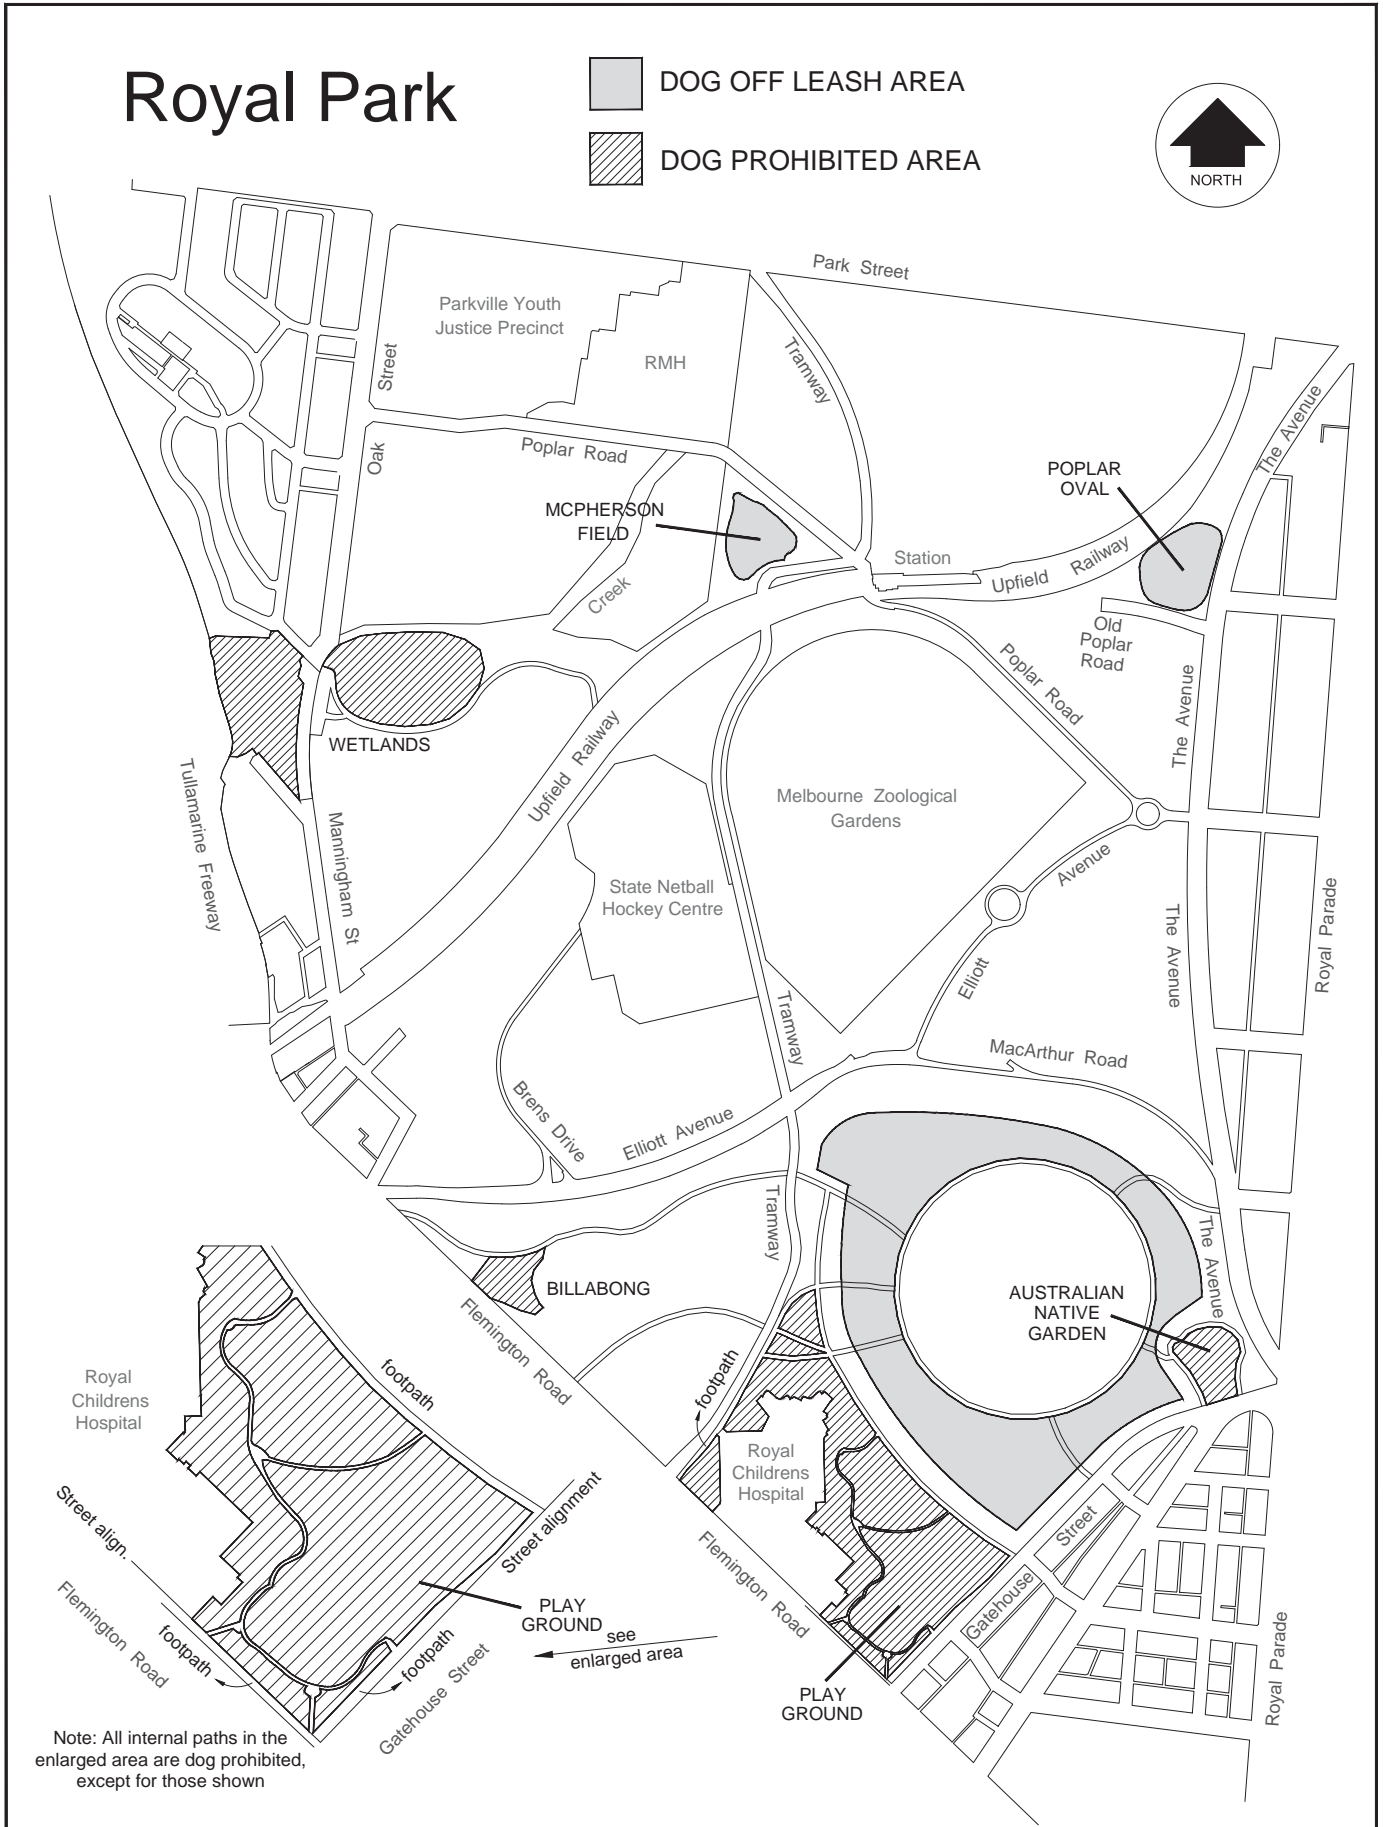 Royal Park
DOG OFF LEASH AREA
DOG PROHIBITED AREA
NORTH
Park Street
Parkville Youth
Justice Precinct
RMH
Tramway
Street
Oak
The Avenue
Poplar Road
POPLAR
OVAL
MCPHERSON
FIELD
Station
Upfield Railway
Creek
Old
Poplar
Road
Poplar Road
The Avenue
WETLANDS
Upfield Railway
Tullamarine Freeway
Manningham St
Melbourne Zoological
Gardens
Avenue
State Netball
Hockey Centre
The Avenue
Royal Parade
Elliott
Tramway
MacArthur Road
Brens Drive
Elliott Avenue
Tramway
The Avenue
BILLABONG
AUSTRALIAN
NATIVE
GARDEN
Flemington Road
footpath
Royal
Childrens
Hospital
footpath
Royal
Childrens
Hospital
Street align.
Street alignment
Flemington Road
Street
Gatehouse
PLAY
GROUND
see
enlarged area
Flemington Road
footpath
footpath
Gatehouse Street
PLAY
GROUND
Royal Parade
Note: All internal paths in the
enlarged area are dog prohibited,
except for those shown